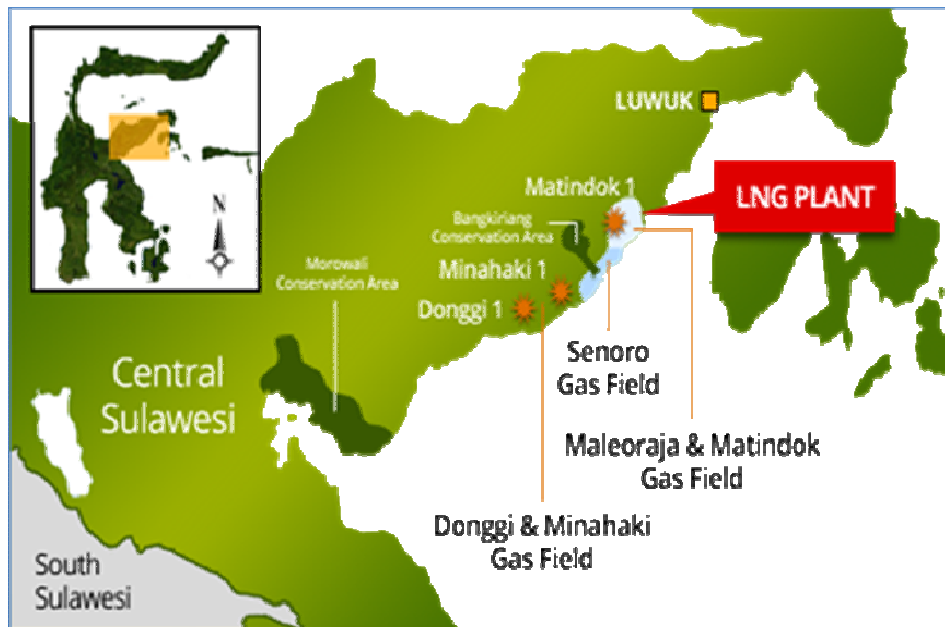 N
LUWUK
LNG PLANT
Matindok 1
Bangkiriang
Conservation Area
Morowali
Conservation Area
Minahaki 1
Donggi 1
Central
Sulawesi
Senoro
Gas Field
Maleoraja & Matindok
Gas Field
Donggi & Minahaki
Gas Field
South
Sulawesi